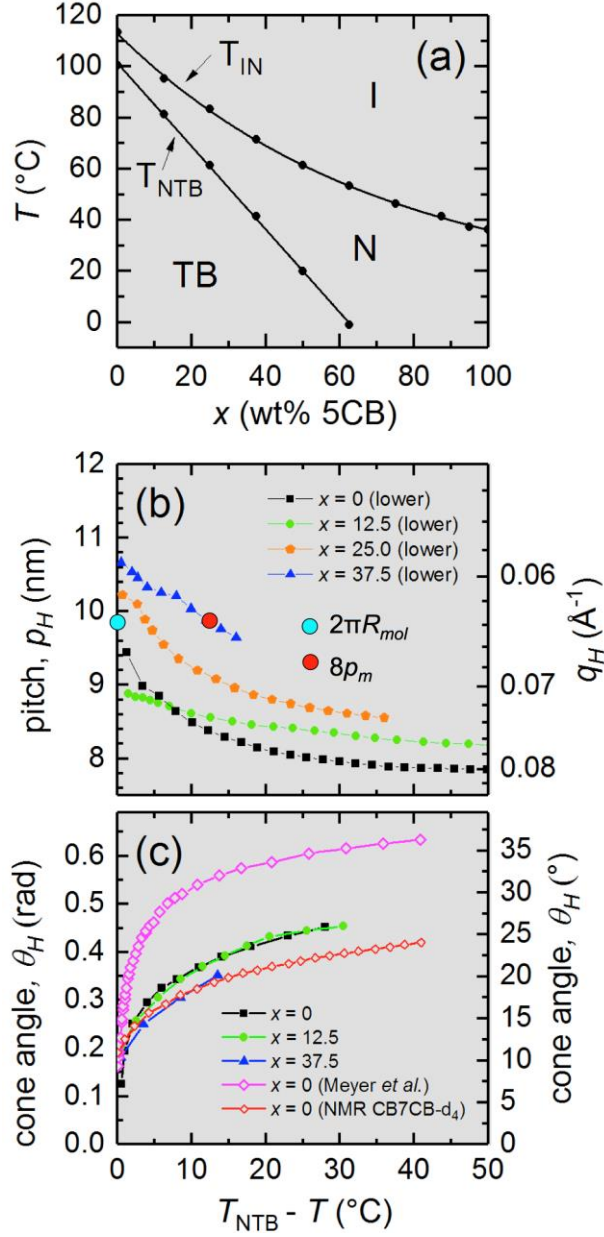 (a)
T_IN
I
T_NTB
N
TB
T (°C)
120
100
80
60
40
20
0
0 20 40 60 80 100
x (wt% 5CB)
(b)
x = 0 (lower)
x = 12.5 (lower)
x = 25.0 (lower)
x = 37.5 (lower)
2πR_mol
8p_m
pitch, p_H (nm)
12
11
10
9
8
q_H (Å⁻¹)
0.06
0.07
0.08
(c)
x = 0
x = 12.5
x = 37.5
x = 0 (Meyer et al.)
x = 0 (NMR CB7CB-d₄)
cone angle, θ_H (rad)
0.6
0.5
0.4
0.3
0.2
0.1
0.0
cone angle, θ_H (°)
35
30
25
20
15
10
5
0
0 10 20 30 40 50
T_NTB - T (°C)